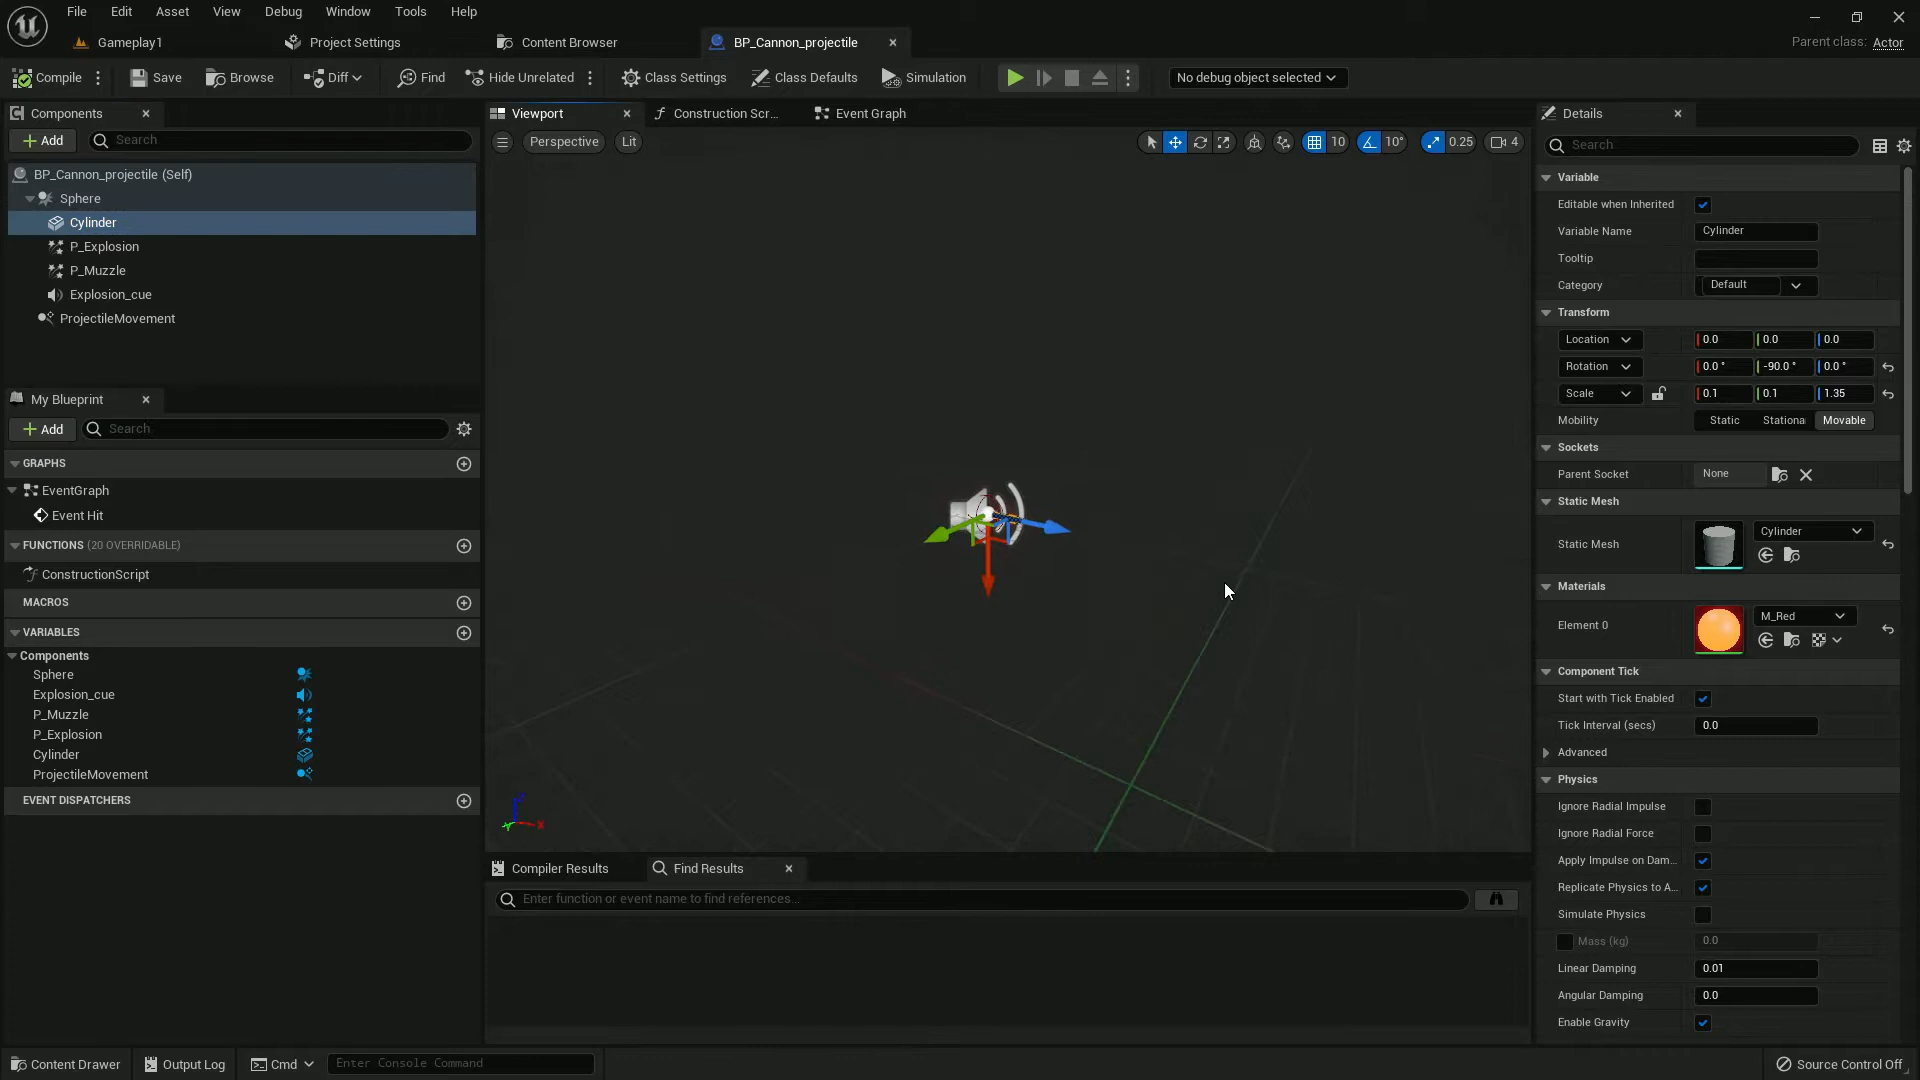 File Edit Asset View Debug Window Tools Help
Gameplay1 Project Settings Content Browser BP_Cannon_projectile
Parent class: Actor
Compile Save Browse Diff Find Hide Unrelated Class Settings Class Defaults Simulation No debug object selected
Components
Add Search
BP_Cannon_projectile (Self)
Sphere
Cylinder
P_Explosion
P_Muzzle
Explosion_cue
ProjectileMovement
My Blueprint
Add Search
GRAPHS
EventGraph
Event Hit
FUNCTIONS (20 OVERRIDABLE)
ConstructionScript
MACROS
VARIABLES
Components
Sphere
Explosion_cue
P_Muzzle
P_Explosion
Cylinder
ProjectileMovement
EVENT DISPATCHERS
Viewport Construction Scr... Event Graph
Perspective Lit 10 10° 0.25 4
Z
Y X
Compiler Results Find Results
Enter function or event name to find references...
Details
Search
Variable
Editable when Inherited
Variable Name Cylinder
Tooltip
Category Default
Transform
Location 0.0 0.0 0.0
Rotation 0.0 ° -90.0 ° 0.0 °
Scale 0.1 0.1 1.35
Mobility Static Stationa Movable
Sockets
Parent Socket None
Static Mesh
Static Mesh Cylinder
Materials
Element 0 M_Red
Component Tick
Start with Tick Enabled
Tick Interval (secs) 0.0
Advanced
Physics
Ignore Radial Impulse
Ignore Radial Force
Apply Impulse on Dam...
Replicate Physics to A...
Simulate Physics
Mass (kg) 0.0
Linear Damping 0.01
Angular Damping 0.0
Enable Gravity
Content Drawer Output Log Cmd Enter Console Command Source Control Off